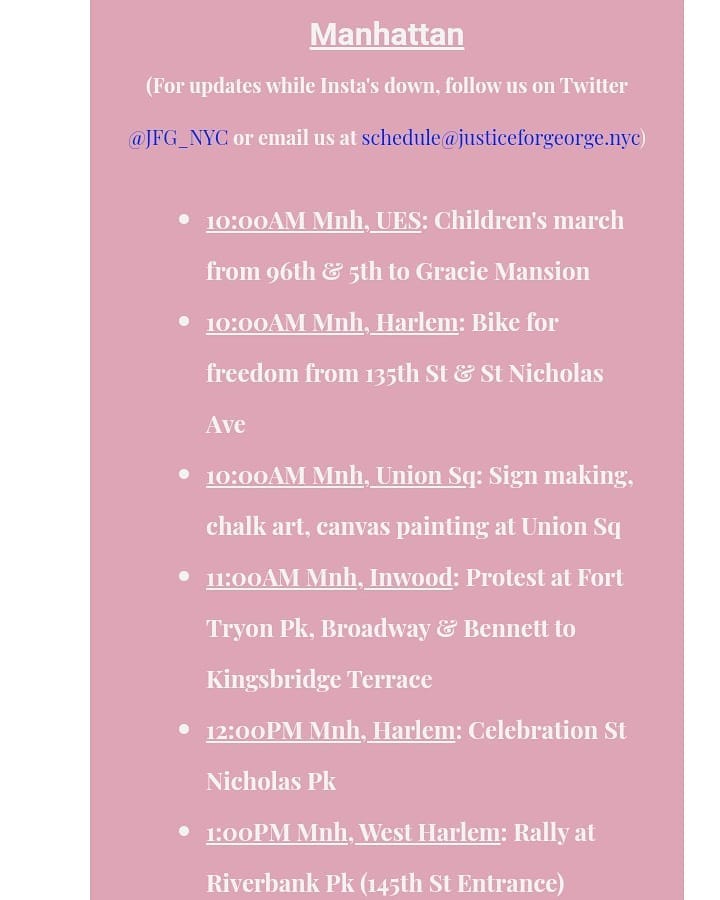 Manhattan
(For updates while Insta's down, follow us on Twitter
@JFG_NYC or email us at schedule@justiceforgeorge.nyc)
10:00AM Mnh, UES: Children's march
from 96th & 5th to Gracie Mansion
10:00AM Mnh, Harlem: Bike for
freedom from 135th St & St Nicholas
Ave
10:00AM Mnh, Union Sq: Sign making,
chalk art, canvas painting at Union Sq
11:00AM Mnh, Inwood: Protest at Fort
Tryon Pk, Broadway & Bennett to
Kingsbridge Terrace
12:00PM Mnh, Harlem: Celebration St
Nicholas Pk
1:00PM Mnh, West Harlem: Rally at
Riverbank Pk (145th St Entrance)